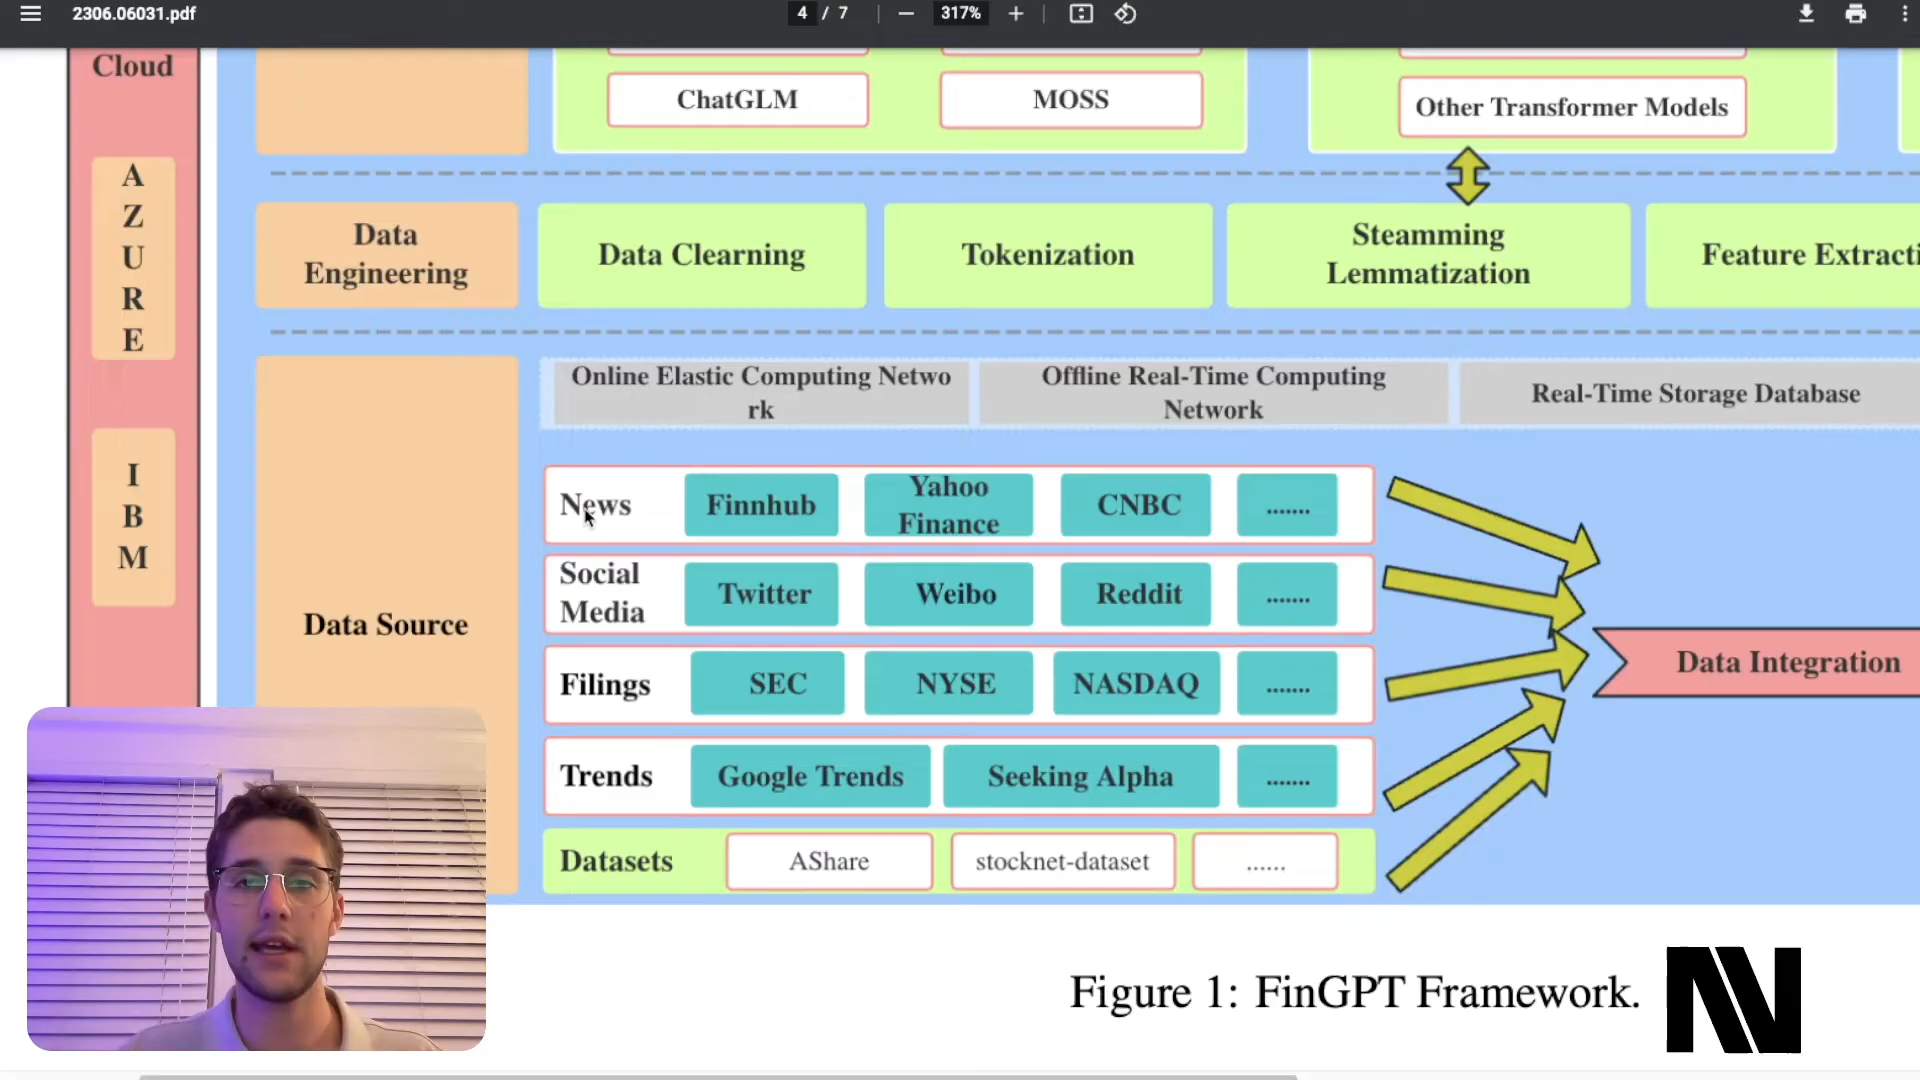 2306.06031.pdf
4 / 7
317%
Cloud
ChatGLM
MOSS
Other Transformer Models
A
Z
U
R
E
Data
Engineering
Data Clearning
Tokenization
Steamming
Lemmatization
Feature Extracti
Online Elastic Computing Netwo
rk
Offline Real-Time Computing
Network
Real-Time Storage Database
I
B
M
Data Source
News
Finnhub
Yahoo
Finance
CNBC
.......
Social
Media
Twitter
Weibo
Reddit
.......
Filings
SEC
NYSE
NASDAQ
.......
Data Integration
Trends
Google Trends
Seeking Alpha
.......
Datasets
AShare
stocknet-dataset
......
Figure 1: FinGPT Framework.
N